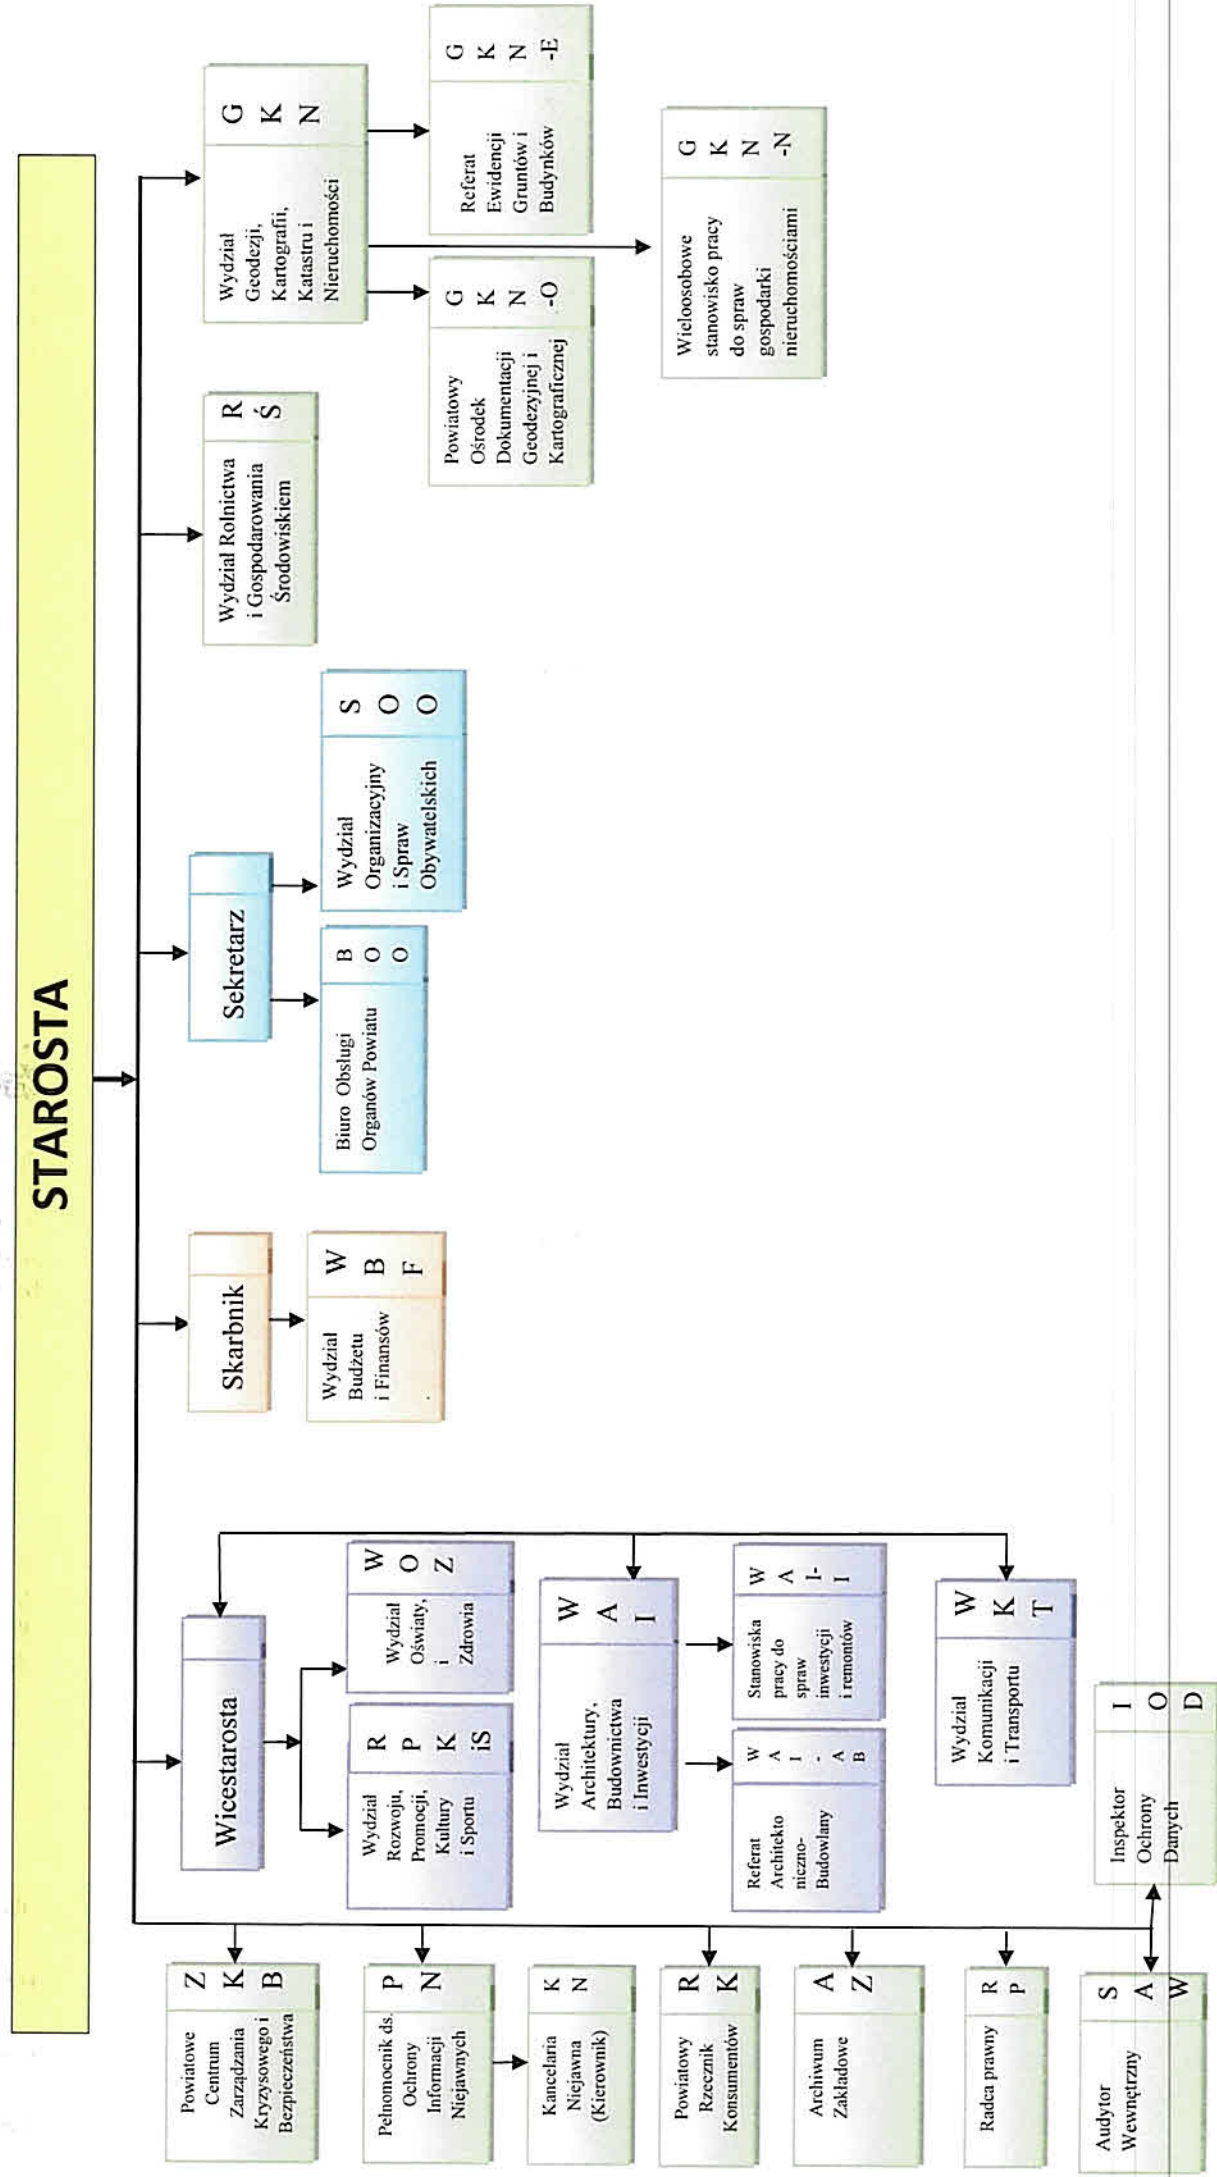 STAROSTA
Wicestarosta
Skarbnik
Sekretarz
Wydział Rolnictwa
i Gospodarowania
Środowiskiem
R
Ś
Wydział
Geodezji,
Kartografii,
Katastru i
Nieruchomości
G
K
N
Powiatowe
Centrum
Zarządzania
Kryzysowego i
Bezpieczeństwa
Z
K
B
Pełnomocnik ds.
Ochrony
Informacji
Niejawnych
P
N
Kancelaria
Niejawna
(Kierownik)
K
N
Powiatowy
Rzecznik
Konsumentów
R
K
Archiwum
Zakładowe
A
Z
Radca prawny
R
P
Audytor
Wewnętrzny
S
A
W
Inspektor
Ochrony
Danych
I
O
D
Wydział
Rozwoju,
Promocji,
Kultury
i Sportu
R
P
K
iS
Wydział
Oświaty,
i
Zdrowia
W
O
Z
Wydział
Architektury,
Budownictwa
i Inwestycji
W
A
I
Referat
Architekto
niczno-
Budowlany
W
A
I
-
A
B
Stanowiska
pracy do
spraw
inwestycji
i remontów
W
A
I-
I
Wydział
Komunikacji
i Transportu
W
K
T
Wydział
Budżetu
i Finansów
.
W
B
F
Biuro Obsługi
Organów Powiatu
B
O
O
Wydział
Organizacyjny
i Spraw
Obywatelskich
S
O
O
Powiatowy
Ośrodek
Dokumentacji
Geodezyjnej i
Kartograficznej
G
K
N
-O
Referat
Ewidencji
Gruntów i
Budynków
G
K
N
-E
Wieloosobowe
stanowisko pracy
do spraw
gospodarki
nieruchomościami
G
K
N
-N